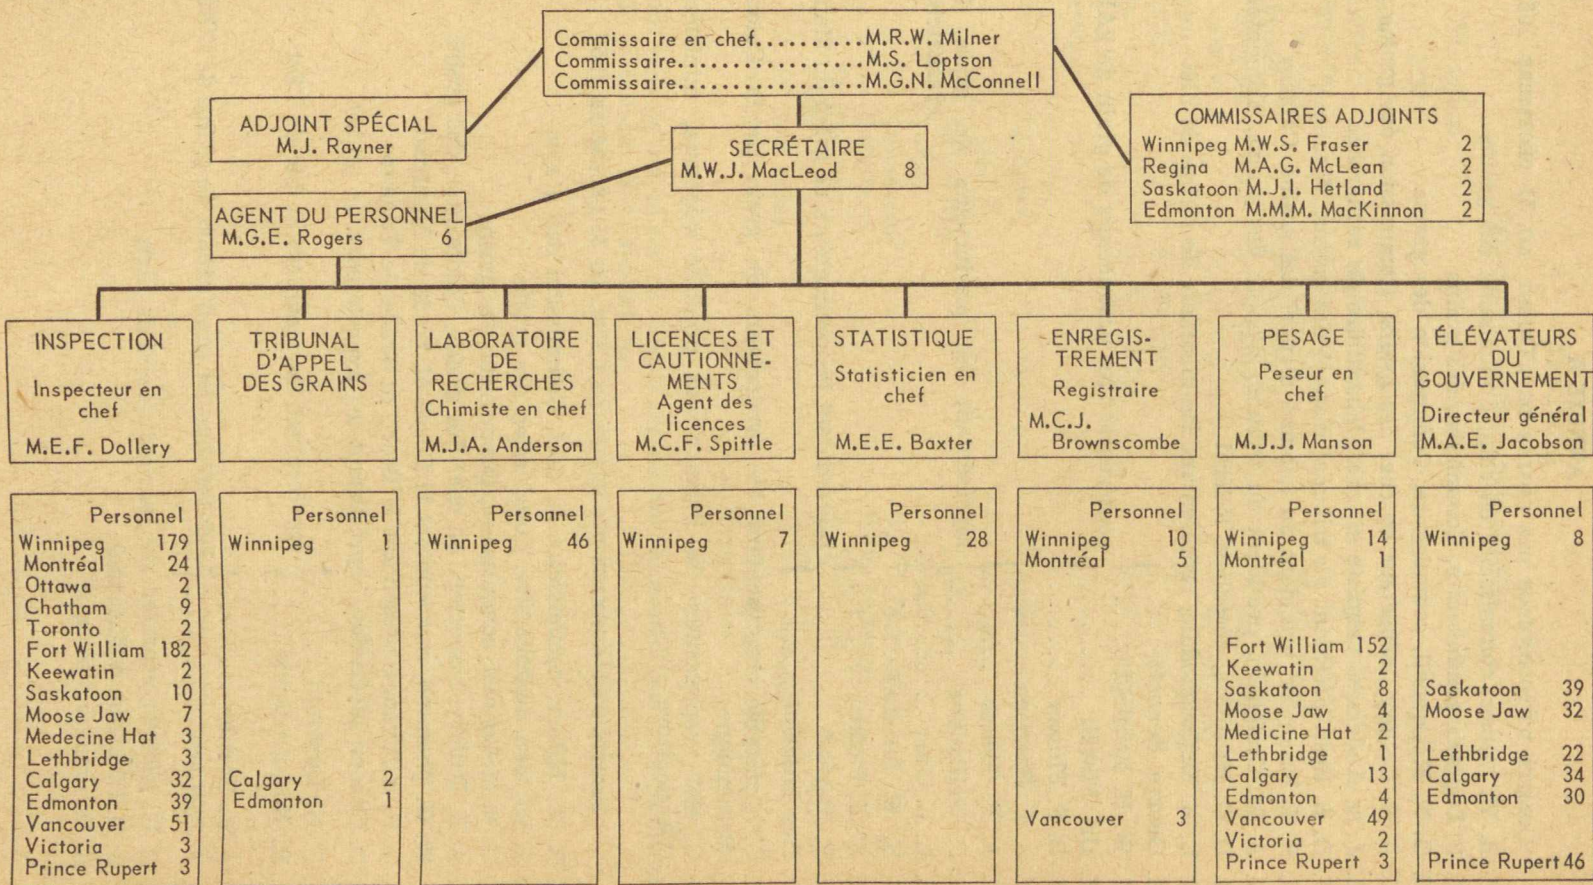 Commissaire en chef..........M.R.W. Milner
Commissaire.................M.S. Loptson
Commissaire.................M.G.N. McConnell
ADJOINT SPÉCIAL
M.J. Rayner
SECRÉTAIRE
M.W.J. MacLeod 8
COMMISSAIRES ADJOINTS
Winnipeg M.W.S. Fraser 2
Regina M.A.G. McLean 2
Saskatoon M.J.I. Hetland 2
Edmonton M.M.M. MacKinnon 2
AGENT DU PERSONNEL
M.G.E. Rogers 6
INSPECTION
Inspecteur en
chef
M.E.F. Dollery
TRIBUNAL
D'APPEL
DES GRAINS
LABORATOIRE
DE
RECHERCHES
Chimiste en chef
M.J.A. Anderson
LICENCES ET
CAUTIONNE-
MENTS
Agent des
licences
M.C.F. Spittle
STATISTIQUE
Statisticien en
chef
M.E.E. Baxter
ENREGIS-
TREMENT
Registraire
M.C.J.
Brownscombe
PESAGE
Peseur en
chef
M.J.J. Manson
ÉLÉVATEURS
DU
GOUVERNEMENT
Directeur général
M.A.E. Jacobson
Personnel
Winnipeg 179
Montréal 24
Ottawa 2
Chatham 9
Toronto 2
Fort William 182
Keewatin 2
Saskatoon 10
Moose Jaw 7
Medecine Hat 3
Lethbridge 3
Calgary 32
Edmonton 39
Vancouver 51
Victoria 3
Prince Rupert 3
Personnel
Winnipeg 1
Calgary 2
Edmonton 1
Personnel
Winnipeg 46
Personnel
Winnipeg 7
Personnel
Winnipeg 28
Personnel
Winnipeg 10
Montréal 5
Vancouver 3
Personnel
Winnipeg 14
Montréal 1
Fort William 152
Keewatin 2
Saskatoon 8
Moose Jaw 4
Medicine Hat 2
Lethbridge 1
Calgary 13
Edmonton 4
Vancouver 49
Victoria 2
Prince Rupert 3
Personnel
Winnipeg 8
Saskatoon 39
Moose Jaw 32
Lethbridge 22
Calgary 34
Edmonton 30
Prince Rupert 46